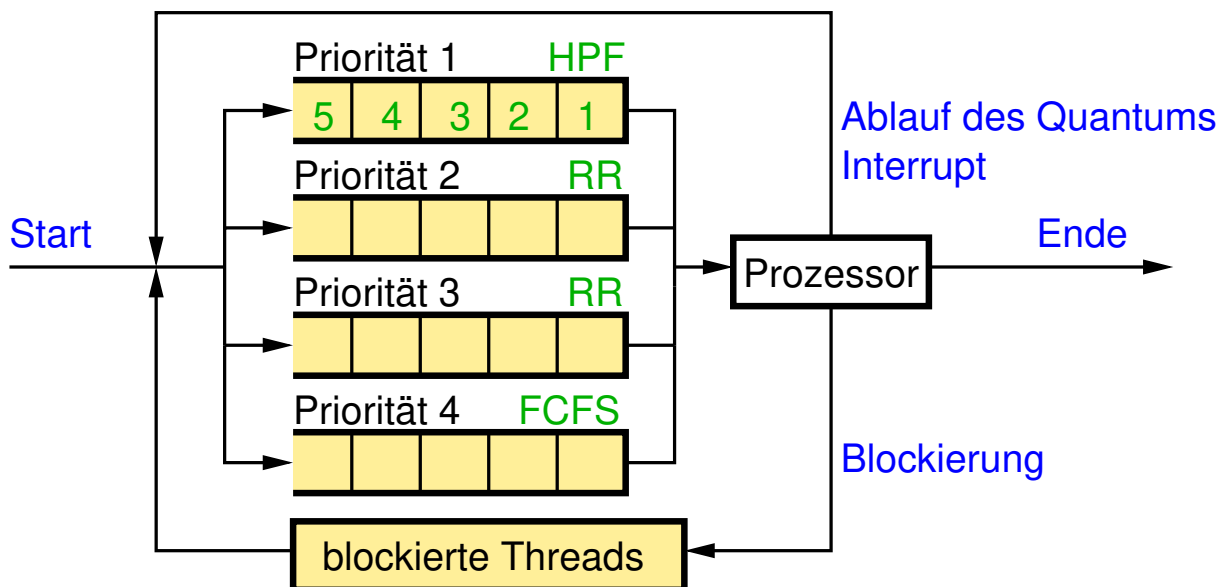 Priorität 1 HPF
5 4 3 2 1
Ablauf des Quantums
Interrupt
Priorität 2 RR
Start
Ende
Prozessor
Priorität 3 RR
Priorität 4 FCFS
Blockierung
blockierte Threads